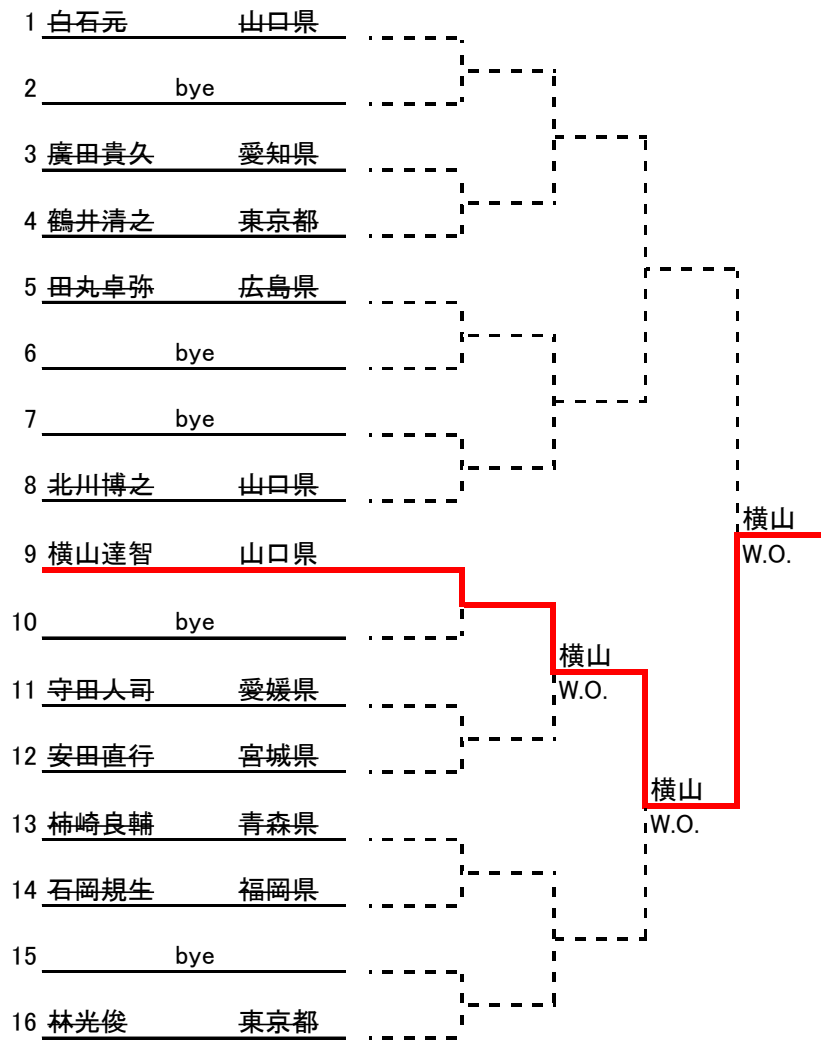 1 白石元 山口県
2 bye
3 廣田貴久 愛知県
4 鶴井清之 東京都
5 田丸卓弥 広島県
6 bye
7 bye
8 北川博之 山口県
横山
9 横山達智 山口県
W.O.
10 bye
横山
11 守田人司 愛媛県
W.O.
12 安田直行 宮城県
横山
13 柿崎良輔 青森県
W.O.
14 石岡規生 福岡県
15 bye
16 林光俊 東京都